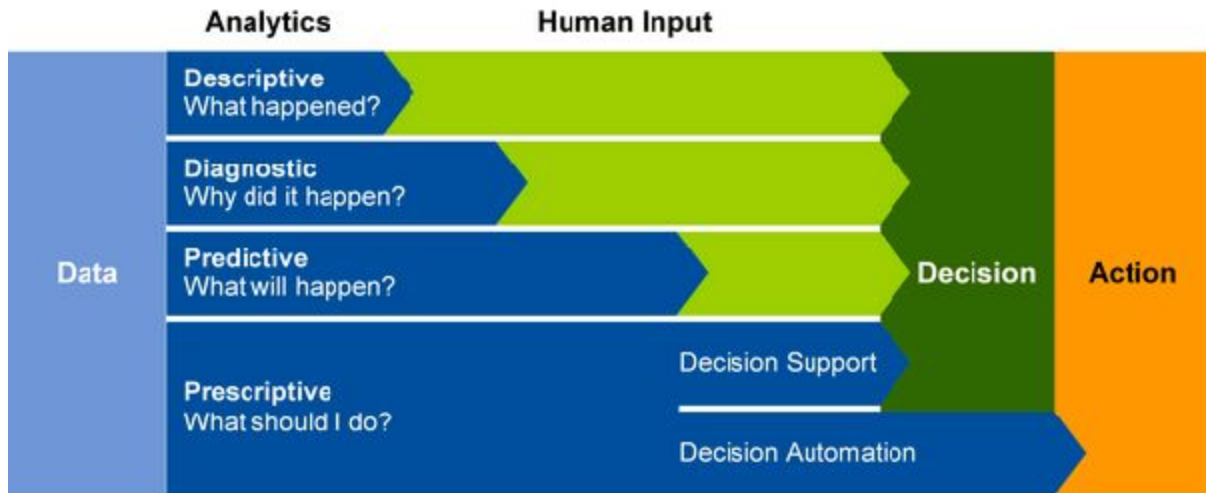 Analytics
Human Input
Descriptive
What happened?
Diagnostic
Why did it happen?
Predictive
What will happen?
Prescriptive
What should I do?
Decision Support
Decision Automation
Data
Decision
Action